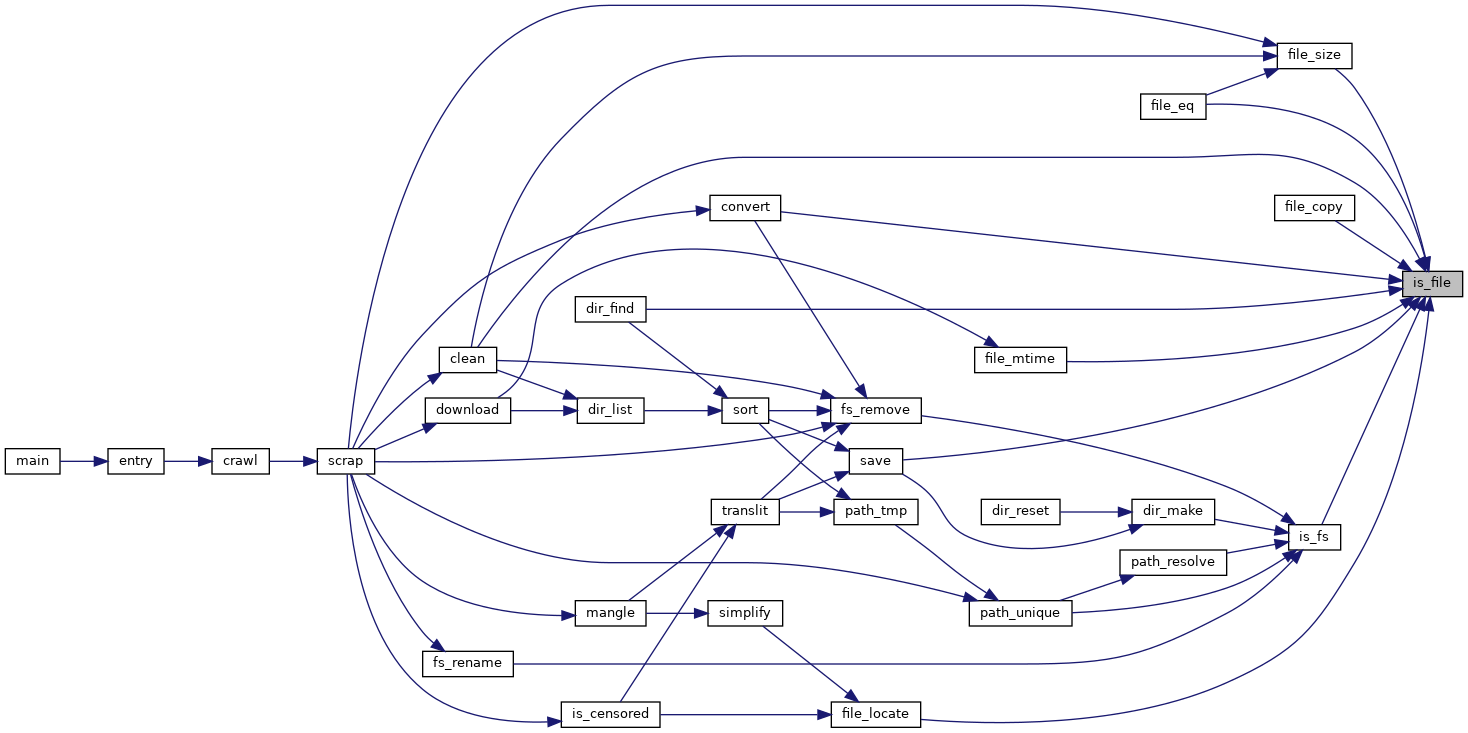 file_size
file_eq
convert
file_copy
is_file
dir_find
clean
file_mtime
download
dir_list
sort
fs_remove
main
entry
crawl
scrap
save
translit
path_tmp
dir_reset
dir_make
is_fs
path_resolve
mangle
simplify
path_unique
fs_rename
is_censored
file_locate